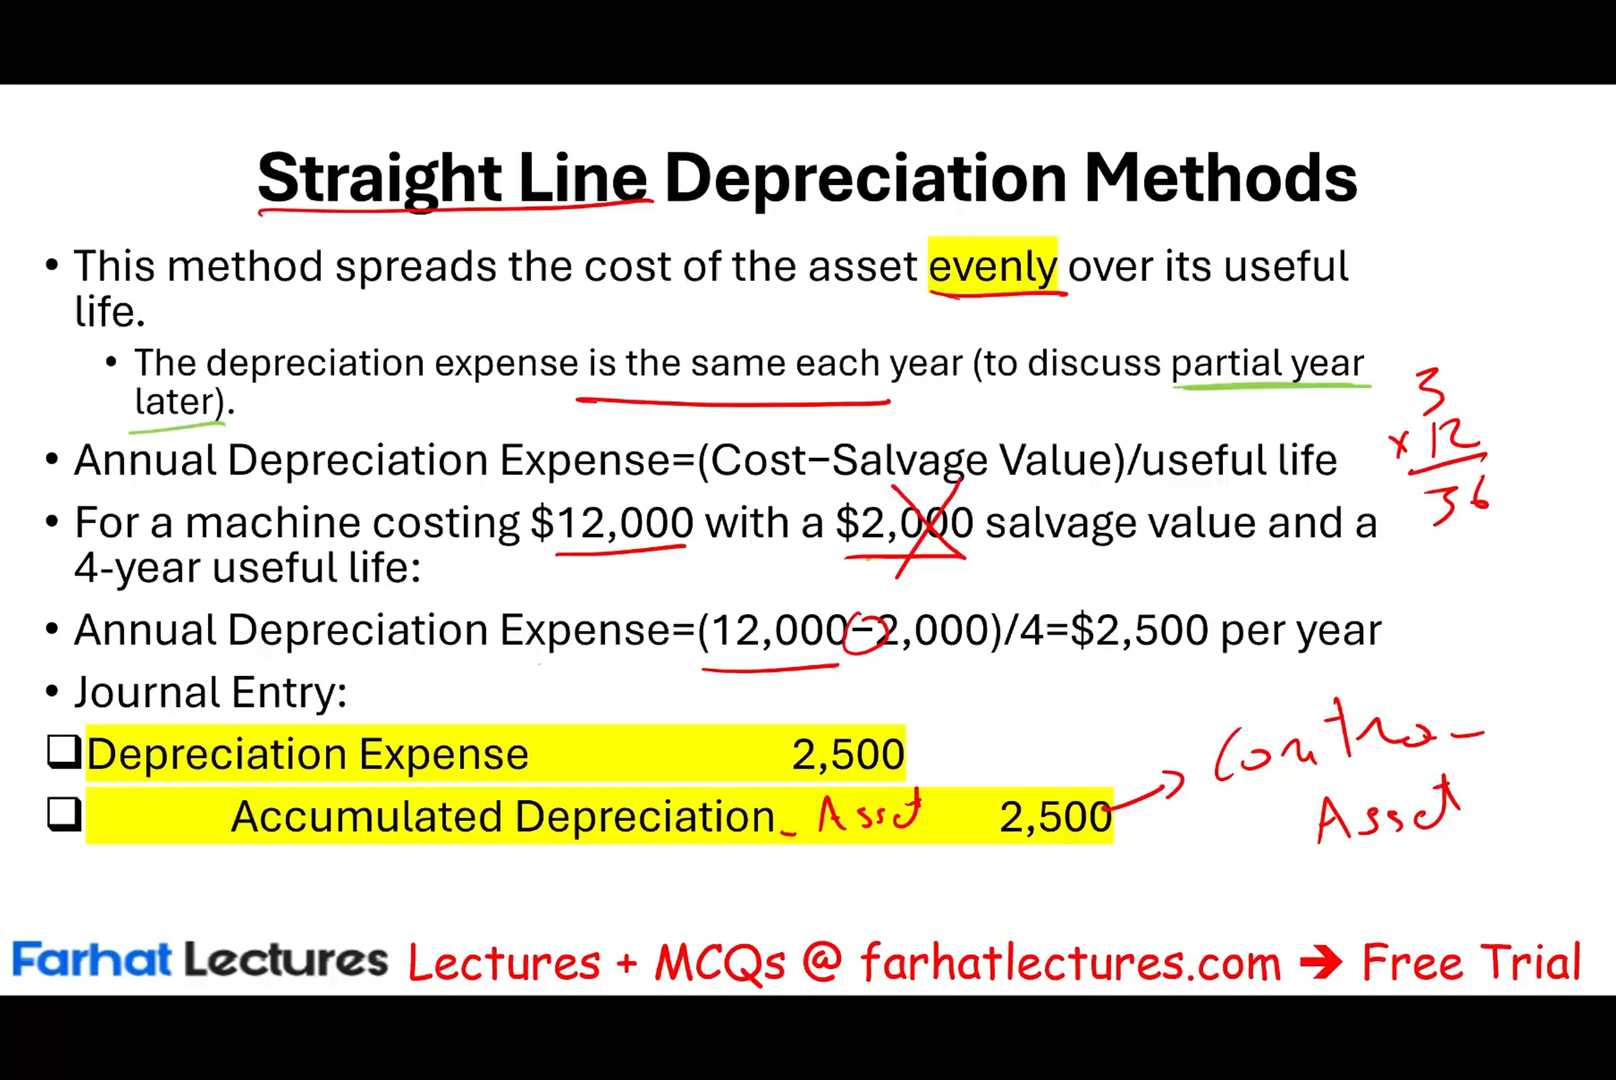 Straight Line Depreciation Methods
• This method spreads the cost of the asset evenly over its useful
life.
• The depreciation expense is the same each year (to discuss partial year
later).
3
× 12
36
• Annual Depreciation Expense=(Cost−Salvage Value)/useful life
• For a machine costing $12,000 with a $2,000 salvage value and a
4-year useful life:
• Annual Depreciation Expense=(12,000−2,000)/4=$2,500 per year
• Journal Entry:
❑Depreciation Expense 2,500
❑ Accumulated Depreciation - Asset 2,500
Contra-
Asset
Farhat Lectures Lectures + MCQs @ farhatlectures.com ➔ Free Trial